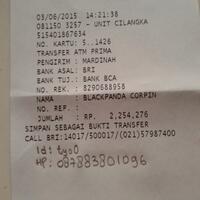 03/06/2015 14:21:38
081150 3257 - UNIT CILANGKA
515401867634
NO. KARTU : 5..1426
TRANSFER ATM PRIMA
PENGIRIM : MARDINAH
BANK ASAL: BRI
BANK TUJ.: BANK BCA
NO. REK. : 8290688958
NAMA : BLACKPANDA CORPIN
NO. REF. :
JUMLAH : RP. 2,254,276
SIMPAN SEBAGAI BUKTI TRANSFER
CALL BRI:14017/500017/(021)57987400
Id: tyo0
HP: 087883801096